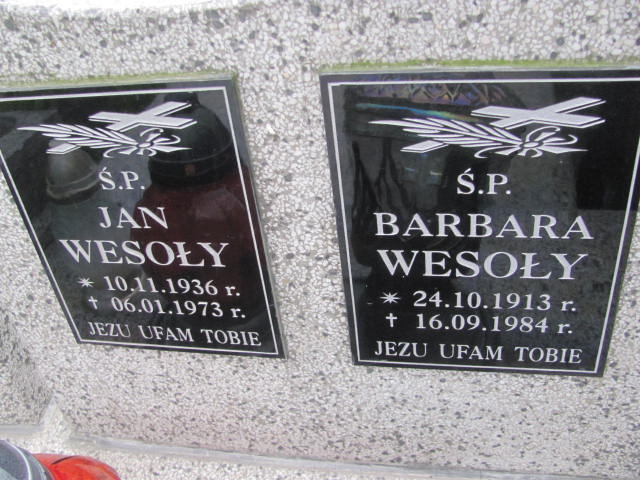 Ś.P.
JAN
WESOŁY
✴ 10.11.1936 r.
✝ 06.01.1973 r.
JEZU UFAM TOBIE
Ś.P.
BARBARA
WESOŁY
✴ 24.10.1913 r.
✝ 16.09.1984 r.
JEZU UFAM TOBIE